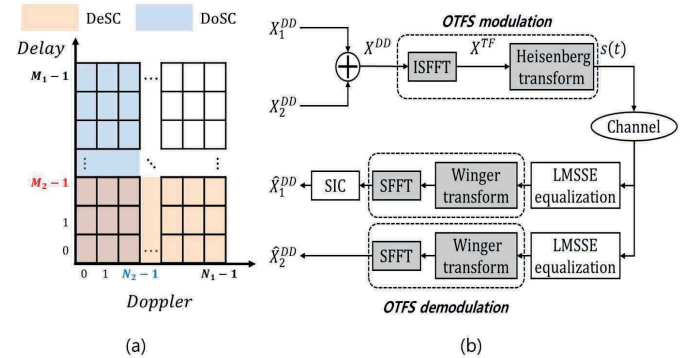 DeSC
DoSC
Delay
M₁ − 1
...
⋮
⋱
⋮
M₂ − 1
1
0
...
0
1
N₂ − 1
N₁ − 1
Doppler
(a)
OTFS modulation
X₁^DD
X^DD
X^TF
s(t)
ISFFT
Heisenberg
transform
X₂^DD
Channel
X̂₁^DD
SIC
SFFT
Winger
transform
LMSSE
equalization
X̂₂^DD
SFFT
Winger
transform
LMSSE
equalization
OTFS demodulation
(b)